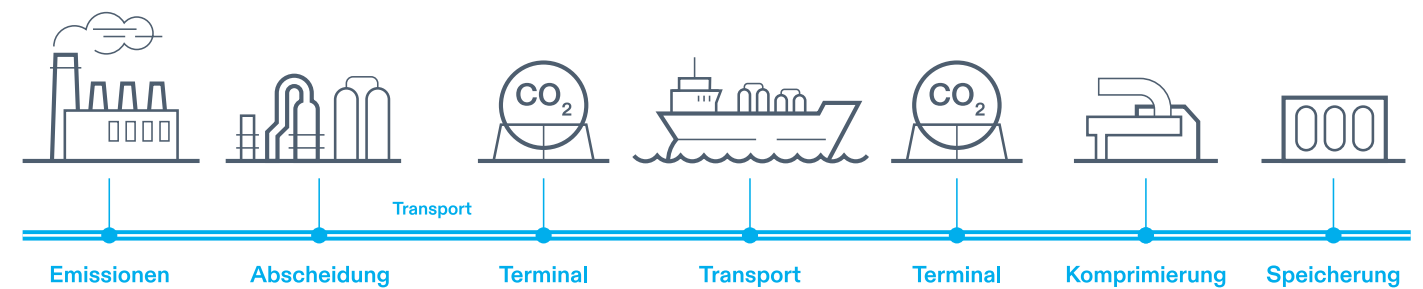 CO₂
CO₂
Transport
Emissionen
Abscheidung
Terminal
Transport
Terminal
Komprimierung
Speicherung